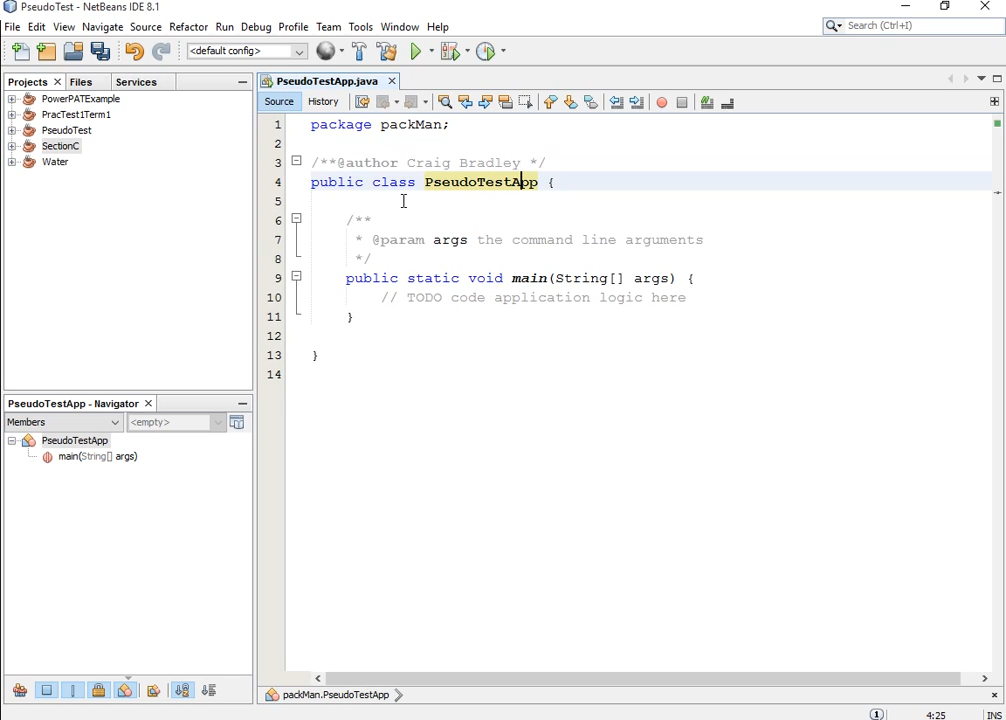 PseudoTest - NetBeans IDE 8.1
File Edit View Navigate Source Refactor Run Debug Profile Team Tools Window Help
Search (Ctrl+I)
<default config>
Projects Files Services
PowerPATExample
PracTest1Term1
PseudoTest
SectionC
Water
PseudoTestApp.java
Source History
1 package packMan;
2
3 /**@author Craig Bradley */
4 public class PseudoTestApp {
5
6 /**
7 * @param args the command line arguments
8 */
9 public static void main(String[] args) {
10 // TODO code application logic here
11 }
12
13 }
14
PseudoTestApp - Navigator
Members <empty>
PseudoTestApp
main(String[] args)
packMan.PseudoTestApp
1 4:25 INS